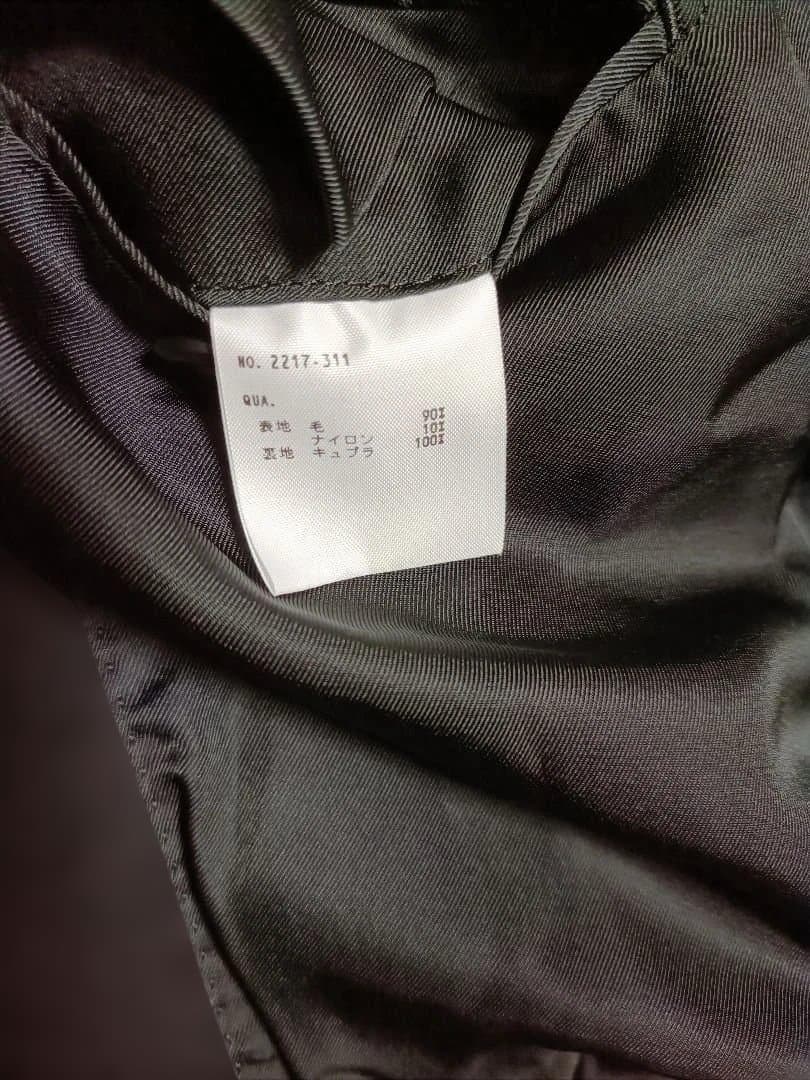 NO. 2217-311
QUA.
表地 毛 90%
ナイロン 10%
裏地 キュプラ 100%